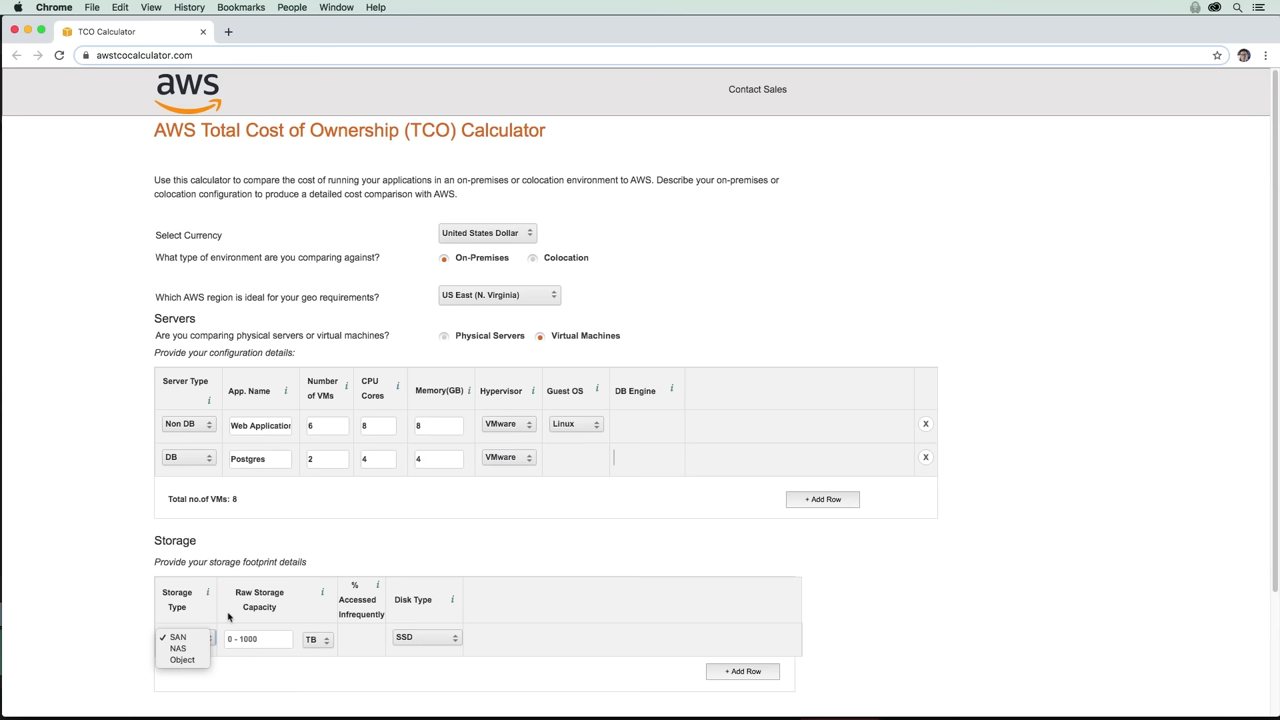 Chrome File Edit View History Bookmarks People Window Help
TCO Calculator
awstcocalculator.com
aws
Contact Sales
AWS Total Cost of Ownership (TCO) Calculator
Use this calculator to compare the cost of running your applications in an on-premises or colocation environment to AWS. Describe your on-premises or
colocation configuration to produce a detailed cost comparison with AWS.
Select Currency United States Dollar
What type of environment are you comparing against? On-Premises Colocation
Which AWS region is ideal for your geo requirements? US East (N. Virginia)
Servers
Are you comparing physical servers or virtual machines? Physical Servers Virtual Machines
Provide your configuration details:
Server Type i App. Name i Number of VMs i CPU Cores i Memory(GB) i Hypervisor i Guest OS i DB Engine i
Non DB Web Application 6 8 8 VMware Linux X
DB Postgres 2 4 4 VMware X
Total no.of VMs: 8 + Add Row
Storage
Provide your storage footprint details
Storage Type i Raw Storage Capacity i % Accessed Infrequently i Disk Type i
✓ SAN 0 - 1000 TB SSD
NAS
Object
+ Add Row